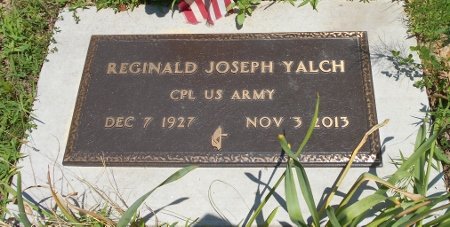 REGINALD JOSEPH YALCH
CPL US ARMY
DEC 7 1927 NOV 3 2013